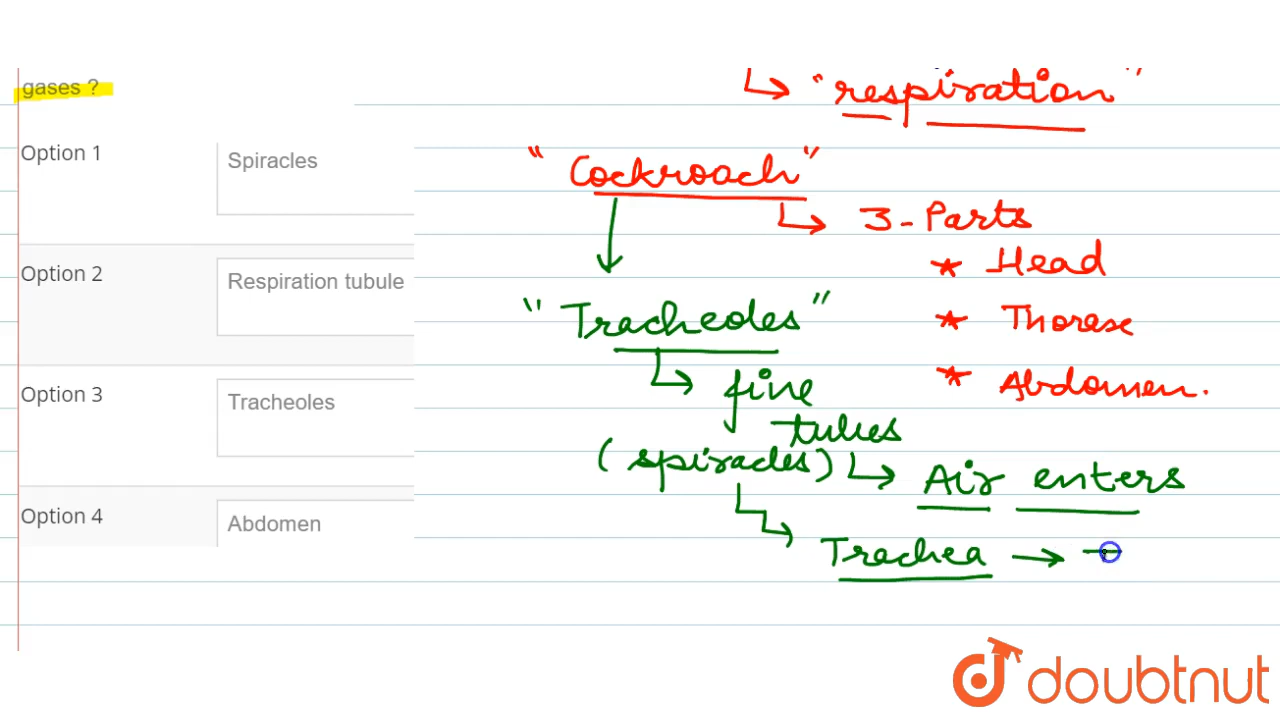 gases ?
Option 1
Spiracles
Option 2
Respiration tubule
Option 3
Tracheoles
Option 4
Abdomen
"respiration"
"Cockroach"
3-Parts
* Head
* Thorax
* Abdomen.
"Tracheoles"
fine
tubes
(spiracles)
Air enters
Trachea →
doubtnut